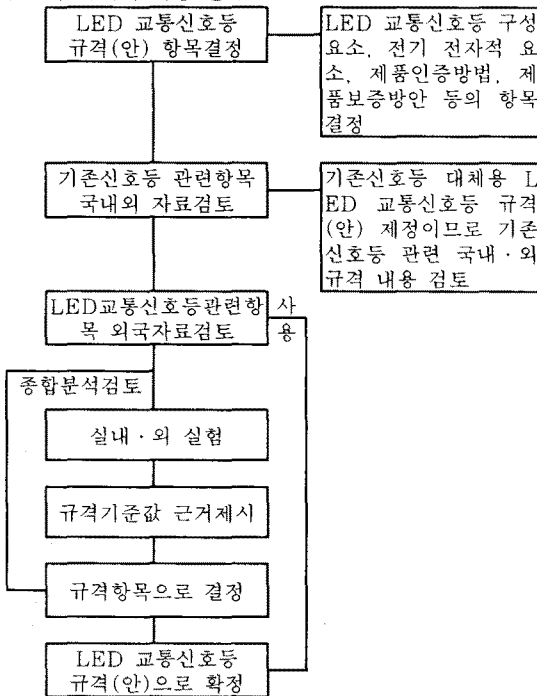 LED 교통신호등
규격(안) 항목결정
LED 교통신호등 구성
요소, 전기 전자적 요
소, 제품인증방법, 제
품보증방안 등의 항목
결정
기존신호등 관련항목
국내외 자료검토
기존신호등 대체용 L
ED 교통신호등 규격
(안) 제정이므로 기존
신호등 관련 국내·외
규격 내용 검토
LED교통신호등관련항
목 외국자료검토
사
용
종합분석검토
실내·외 실험
규격기준값 근거제시
규격항목으로 결정
LED 교통신호등
규격(안)으로 확정